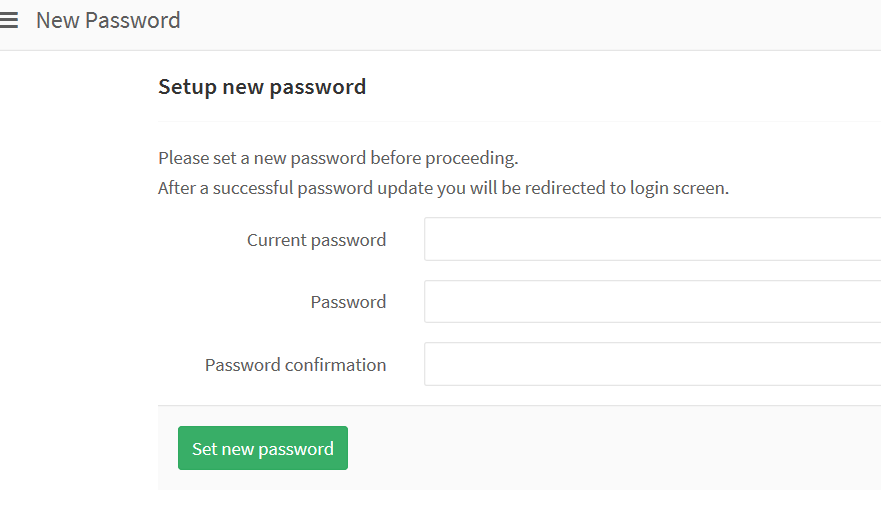 New Password
Setup new password
Please set a new password before proceeding.
After a successful password update you will be redirected to login screen.
Current password
Password
Password confirmation
Set new password